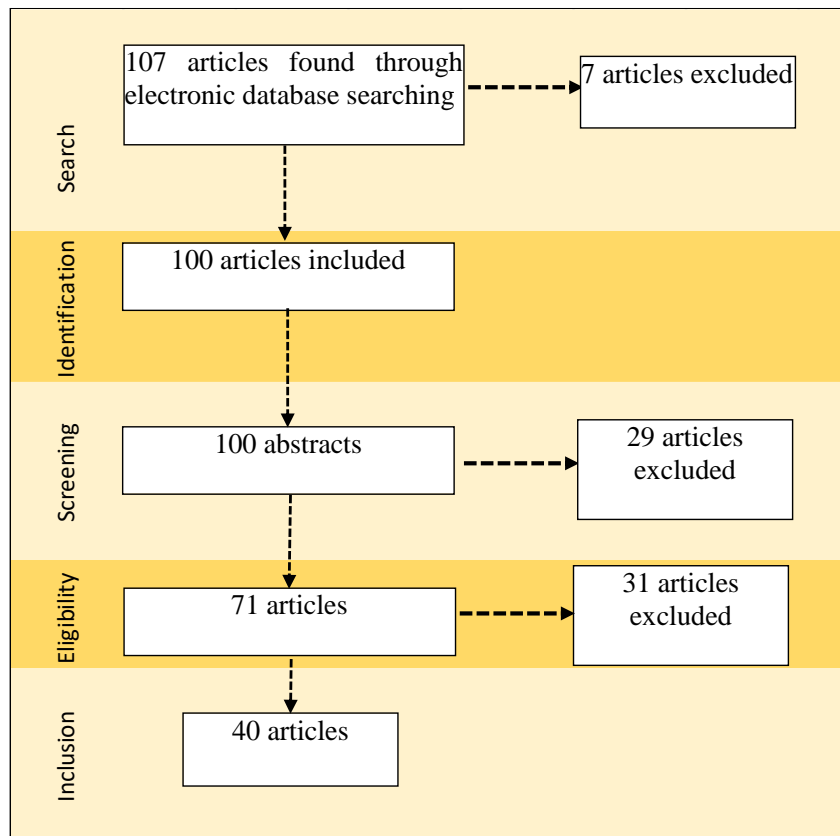 107 articles found through
electronic database searching
7 articles excluded
Search
100 articles included
Identification
100 abstracts
29 articles
excluded
Screening
71 articles
31 articles
excluded
Eligibility
40 articles
Inclusion